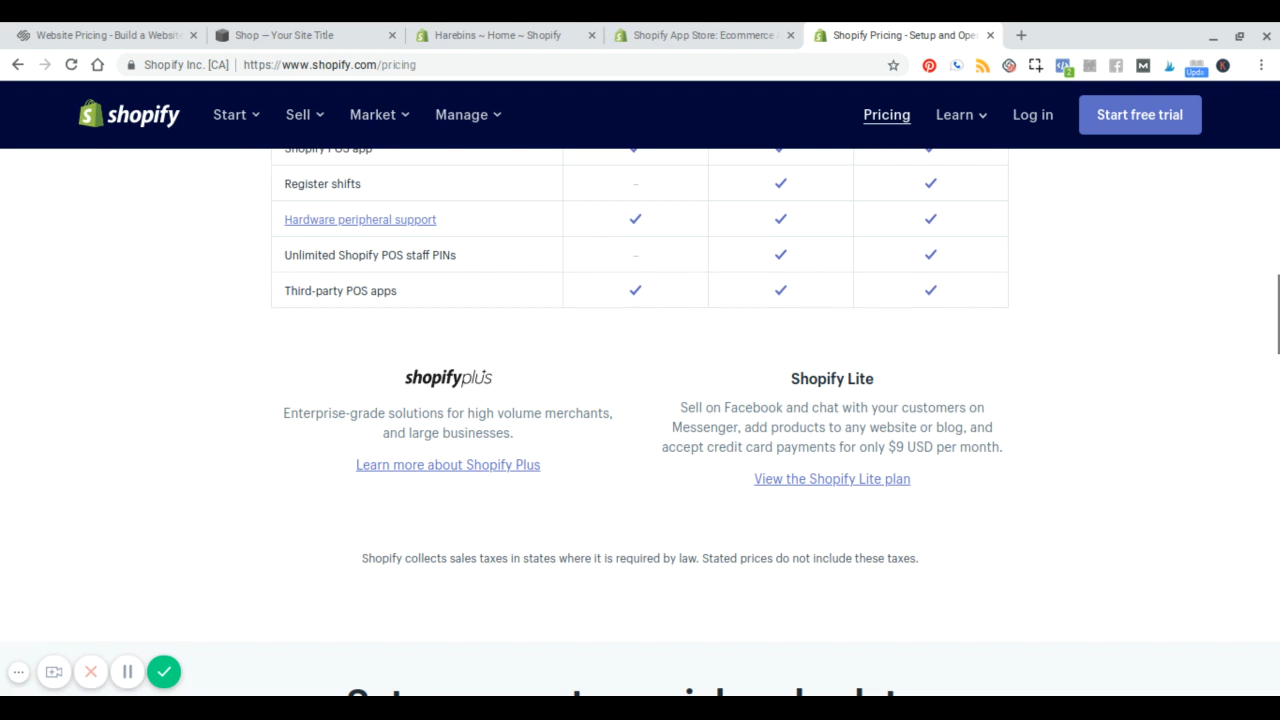 Website Pricing - Build a Website
Shop — Your Site Title
Harebins ~ Home ~ Shopify
Shopify App Store: Ecommerce
Shopify Pricing - Setup and Ope
Shopify Inc. [CA]
https://www.shopify.com/pricing
2
M
Upda
K
shopify
Start
Sell
Market
Manage
Pricing
Learn
Log in
Start free trial
Shopify POS app
Register shifts
Hardware peripheral support
Unlimited Shopify POS staff PINs
Third-party POS apps
shopifyplus
Enterprise-grade solutions for high volume merchants,
and large businesses.
Learn more about Shopify Plus
Shopify Lite
Sell on Facebook and chat with your customers on
Messenger, add products to any website or blog, and
accept credit card payments for only $9 USD per month.
View the Shopify Lite plan
Shopify collects sales taxes in states where it is required by law. Stated prices do not include these taxes.